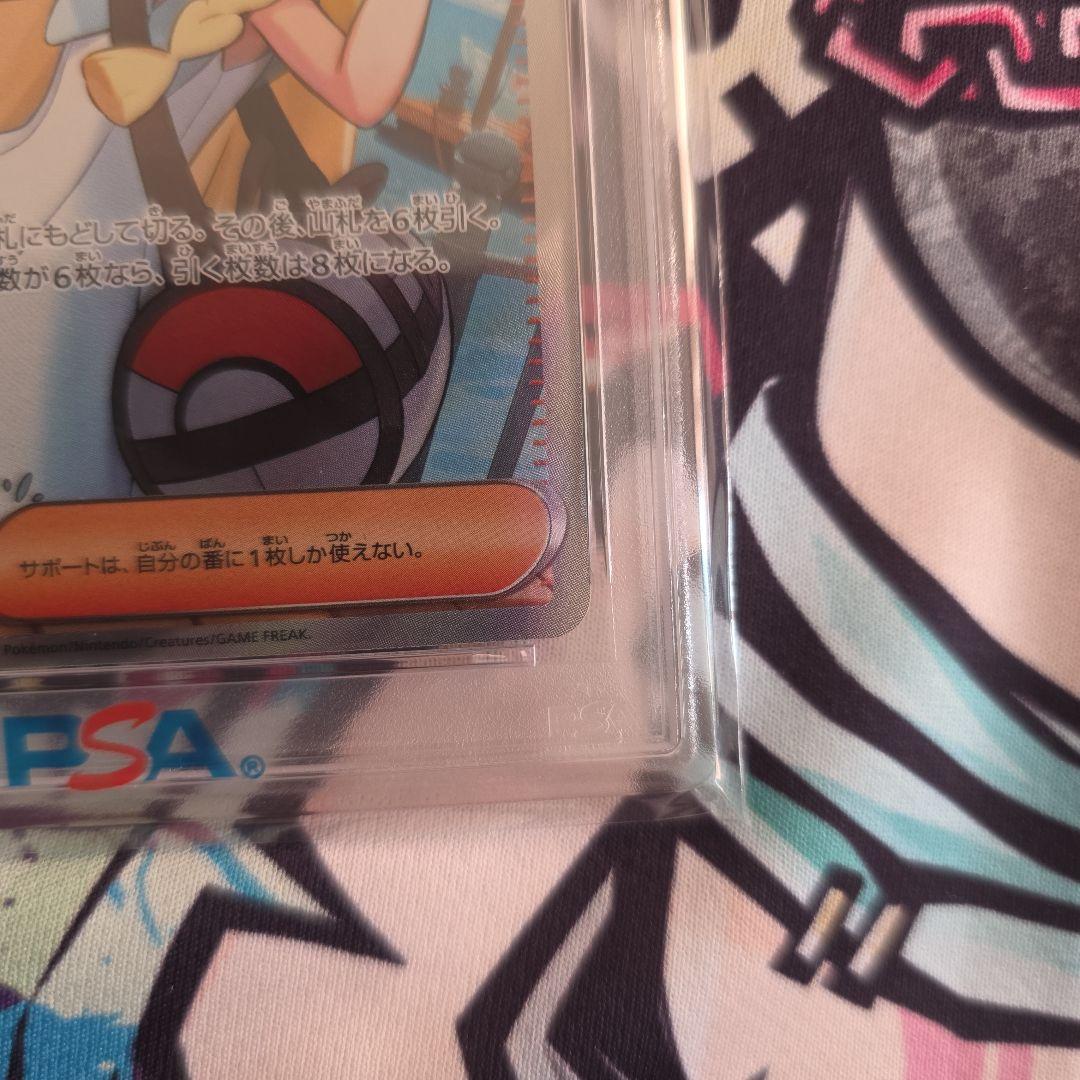 札にもどして切る。その後、山札を6枚引く。
数が6枚なら、引く枚数は8枚になる。
サポートは、自分の番に1枚しか使えない。
Pokémon/Nintendo/Creatures/GAME FREAK.
PSA®
PSA